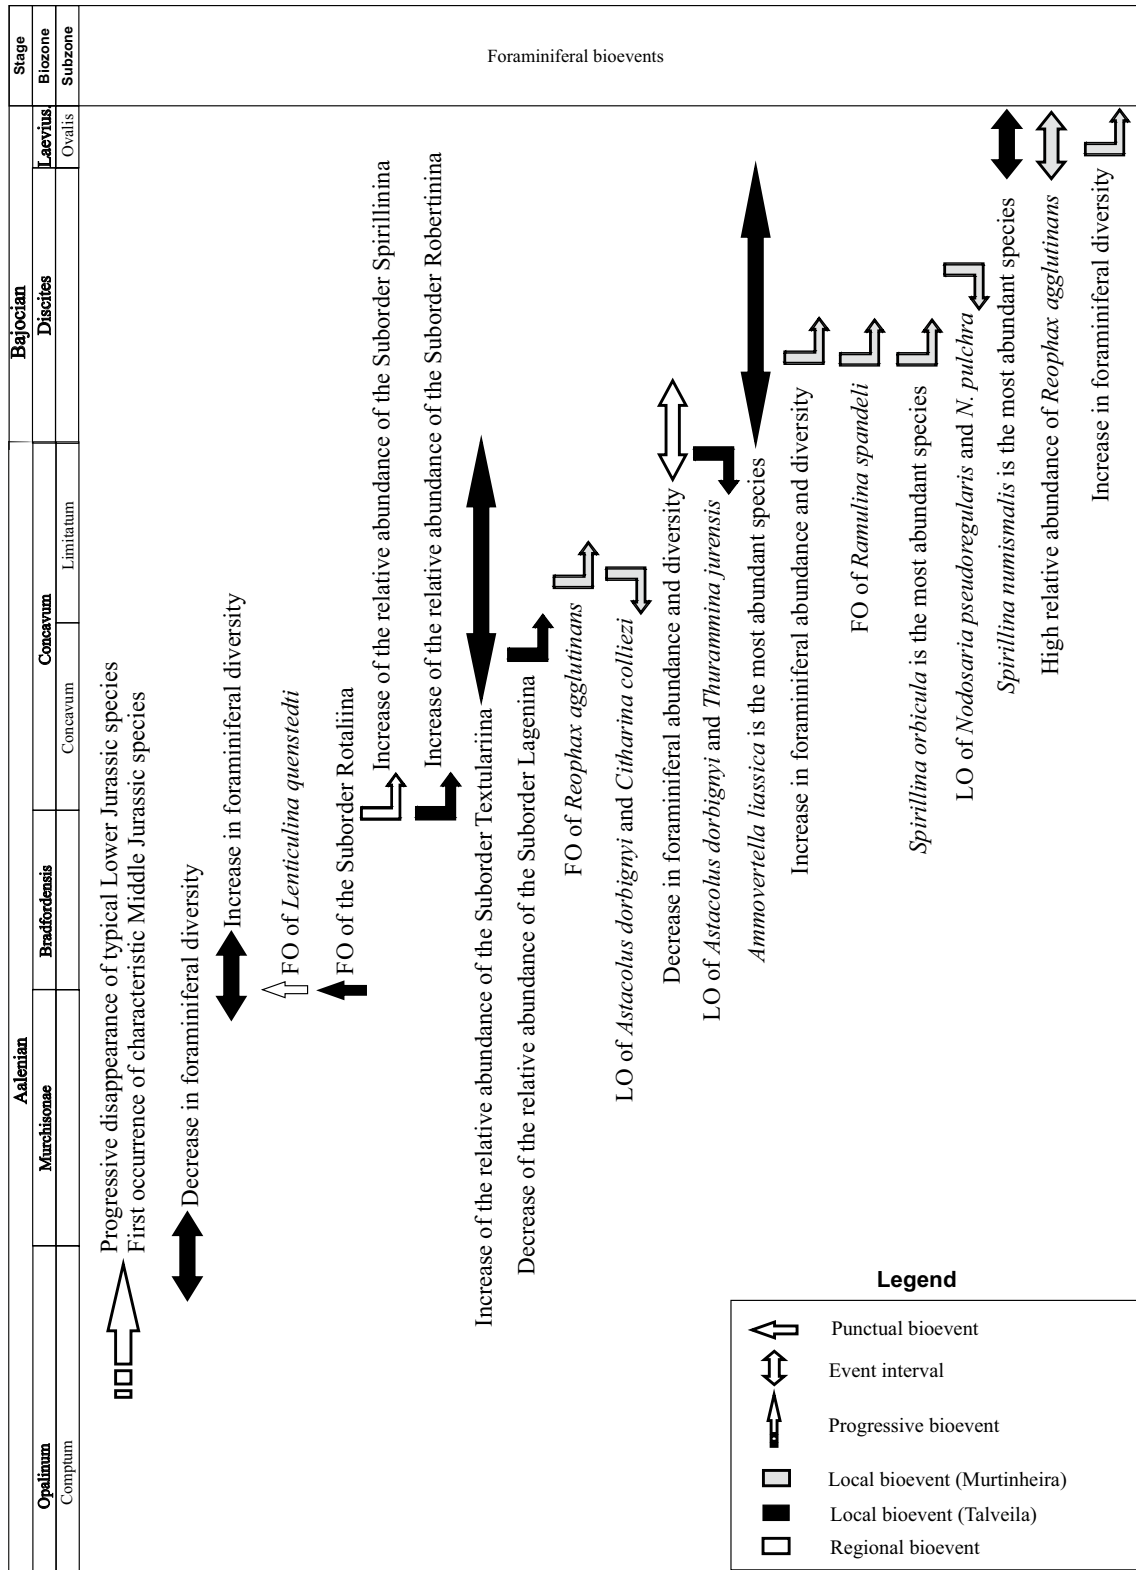 Stage
Biozone
Subzone
Foraminiferal bioevents
Bajocian
Aalenian
Laevius.
Discites
Concavum
Bradfordensis
Murchisonae
Opalinum
Ovalis
Limitatum
Concavum
Comptum
Progressive disappearance of typical Lower Jurassic species
First occurrence of characteristic Middle Jurassic species
Decrease in foraminiferal diversity
Increase in foraminiferal diversity
FO of Lenticulina quenstedti
FO of the Suborder Rotaliina
Increase of the relative abundance of the Suborder Spirillinina
Increase of the relative abundance of the Suborder Robertinina
Increase of the relative abundance of the Suborder Textulariina
Decrease of the relative abundance of the Suborder Lagenina
FO of Reophax agglutinans
LO of Astacolus dorbignyi and Citharina colliezi
Decrease in foraminiferal abundance and diversity
LO of Astacolus dorbignyi and Thurammina jurensis
Ammovertella liassica is the most abundant species
Increase in foraminiferal abundance and diversity
FO of Ramulina spandeli
Spirillina orbicula is the most abundant species
LO of Nodosaria pseudoregularis and N. pulchra
Spirillina numismalis is the most abundant species
High relative abundance of Reophax agglutinans
Increase in foraminiferal diversity
Legend
Punctual bioevent
Event interval
Progressive bioevent
Local bioevent (Murtinheira)
Local bioevent (Talveila)
Regional bioevent